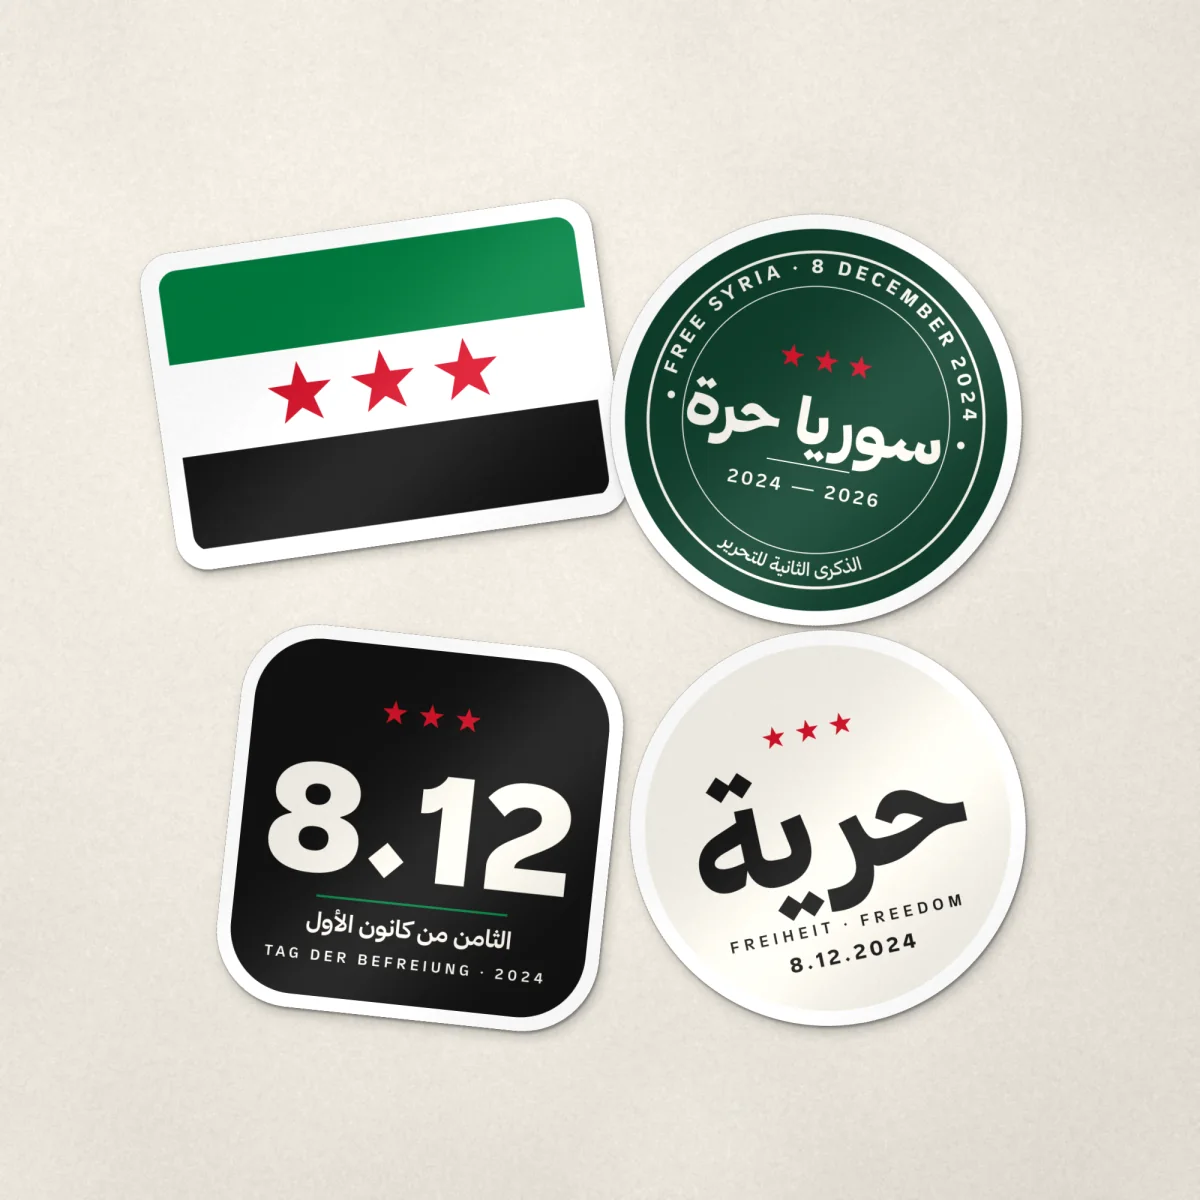 • FREE SYRIA · 8 DECEMBER 2024 •
سوريا حرة
2024 — 2026
الذكرى الثانية للتحرير
8.12
الثامن من كانون الأول
TAG DER BEFREIUNG · 2024
حرية
FREIHEIT · FREEDOM
8.12.2024